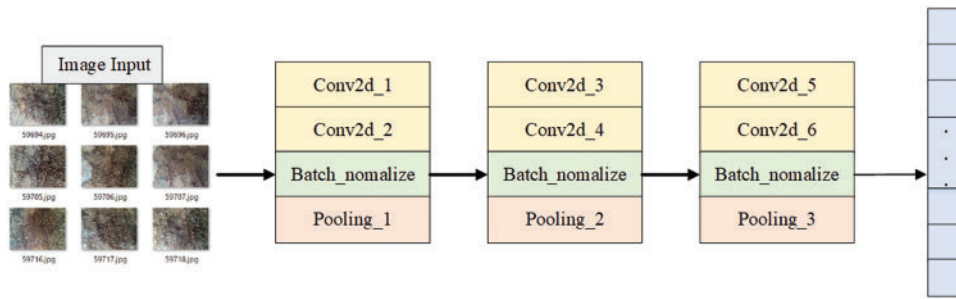 Image Input
59694.jpg 59695.jpg 59696.jpg
59705.jpg 59706.jpg 59707.jpg
59716.jpg 59717.jpg 59718.jpg
Conv2d_1
Conv2d_2
Batch_nomalize
Pooling_1
Conv2d_3
Conv2d_4
Batch_nomalize
Pooling_2
Conv2d_5
Conv2d_6
Batch_nomalize
Pooling_3